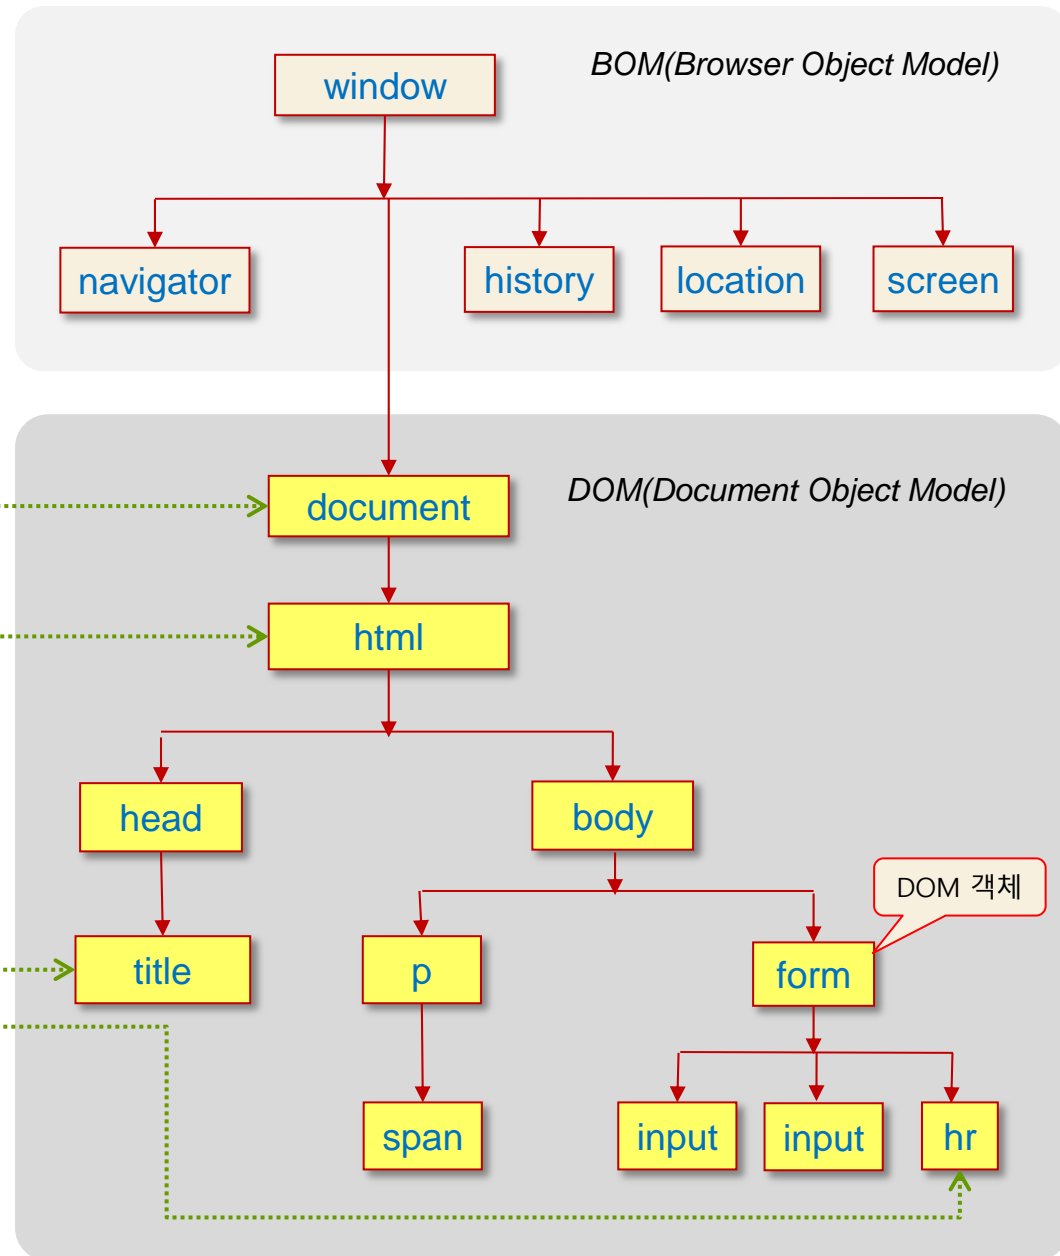 BOM(Browser Object Model)
window
navigator
history
location
screen
DOM(Document Object Model)
document
html
head
body
DOM 객체
title
p
form
span
input
input
hr